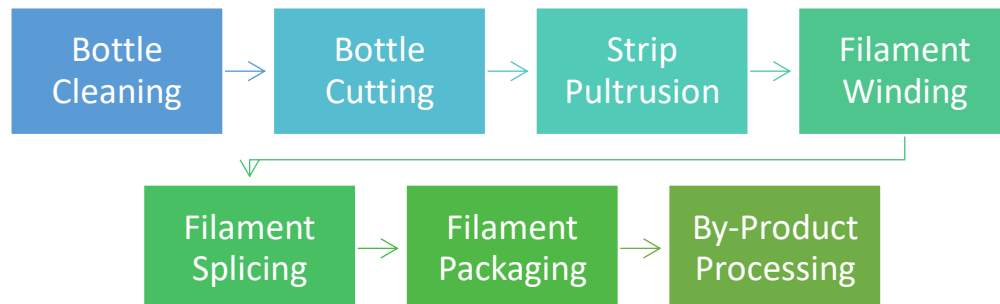 Bottle
Cleaning
Bottle
Cutting
Strip
Pultrusion
Filament
Winding
Filament
Splicing
Filament
Packaging
By-Product
Processing